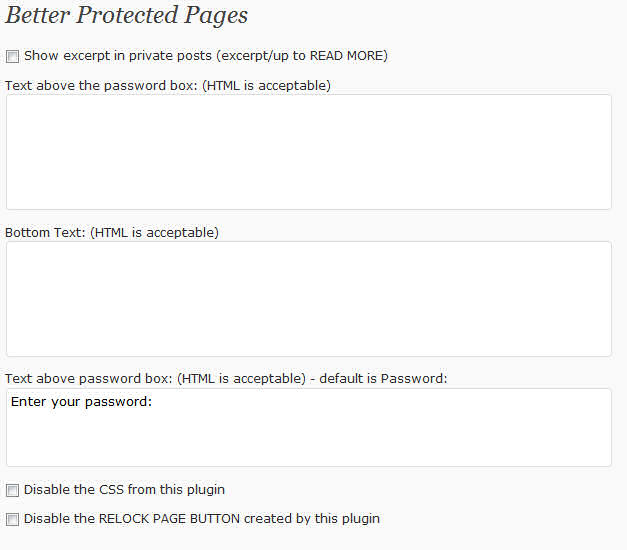 Better Protected Pages
Show excerpt in private posts (excerpt/up to READ MORE)
Text above the password box: (HTML is acceptable)
Bottom Text: (HTML is acceptable)
Text above password box: (HTML is acceptable) - default is Password:
Enter your password:
Disable the CSS from this plugin
Disable the RELOCK PAGE BUTTON created by this plugin